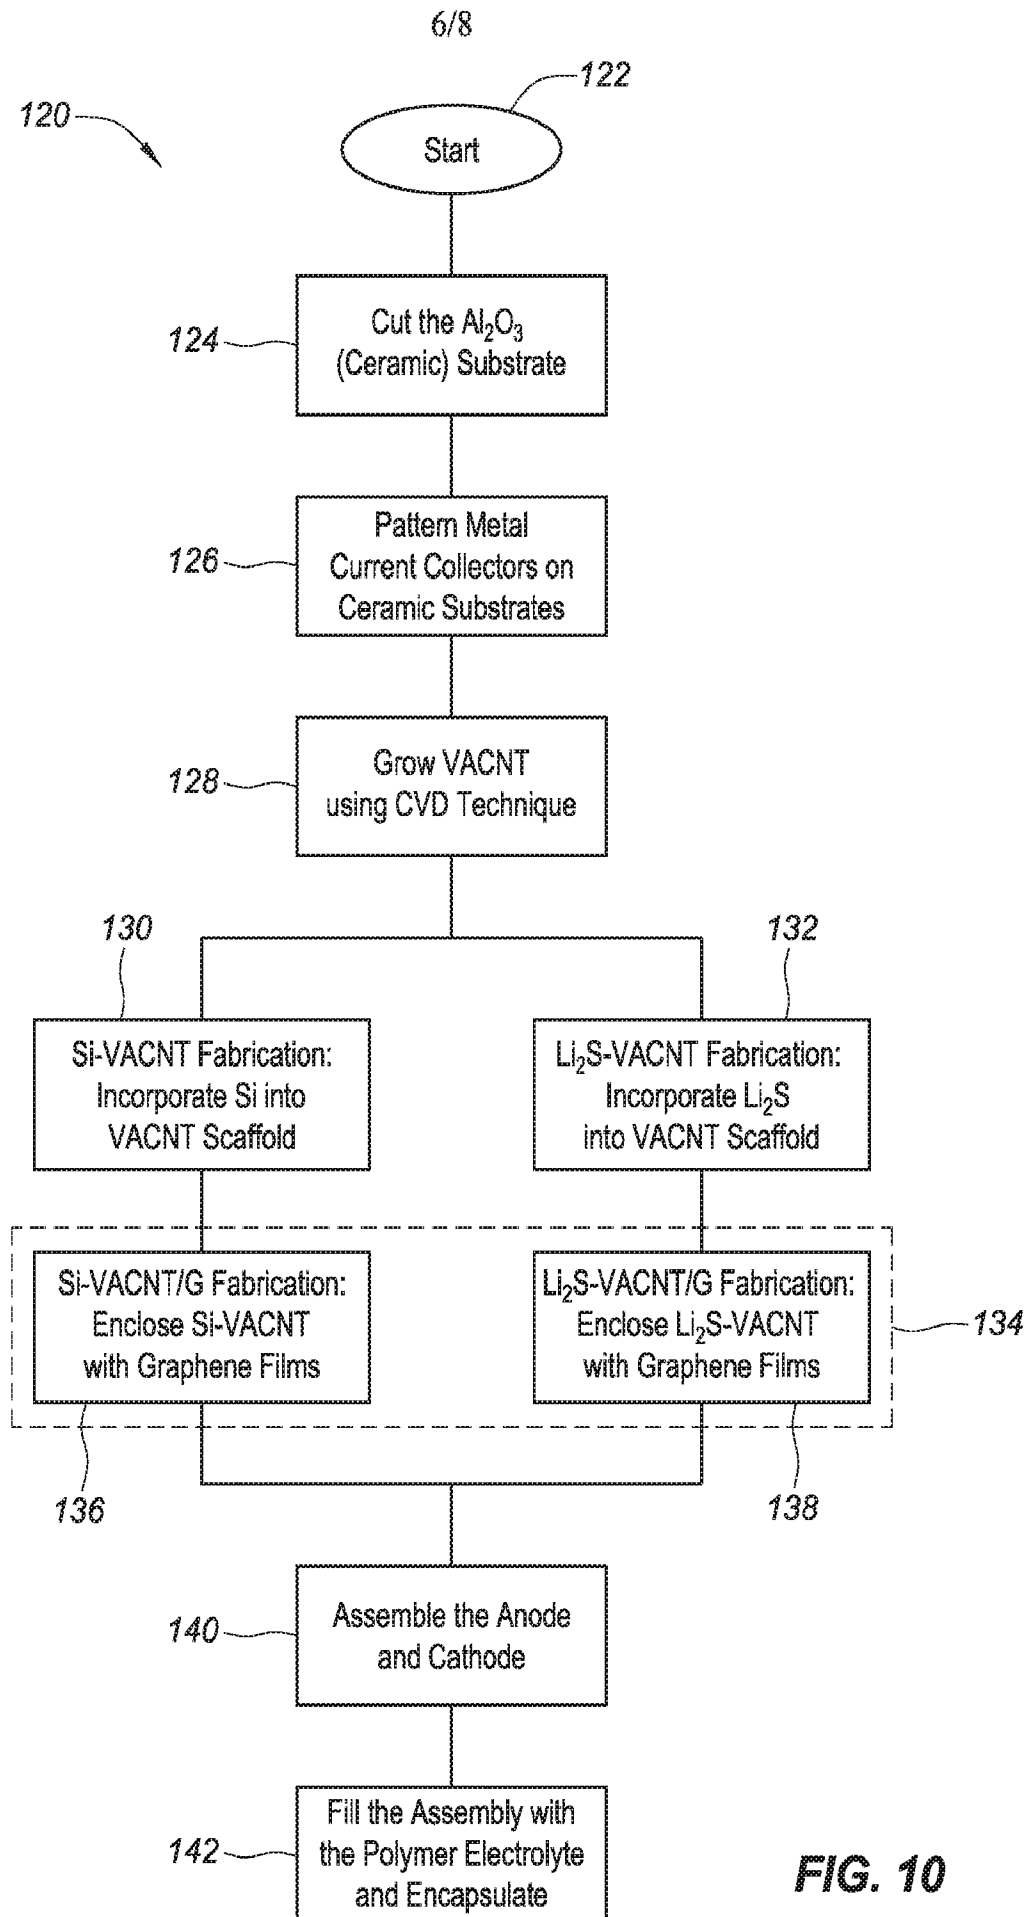 6/8
122
120
Start
124
Cut the Al₂O₃
(Ceramic) Substrate
126
Pattern Metal
Current Collectors on
Ceramic Substrates
128
Grow VACNT
using CVD Technique
130
132
Si-VACNT Fabrication:
Incorporate Si into
VACNT Scaffold
Li₂S-VACNT Fabrication:
Incorporate Li₂S
into VACNT Scaffold
Si-VACNT/G Fabrication:
Enclose Si-VACNT
with Graphene Films
Li₂S-VACNT/G Fabrication:
Enclose Li₂S-VACNT
with Graphene Films
134
136
138
140
Assemble the Anode
and Cathode
142
Fill the Assembly with
the Polymer Electrolyte
and Encapsulate
FIG. 10